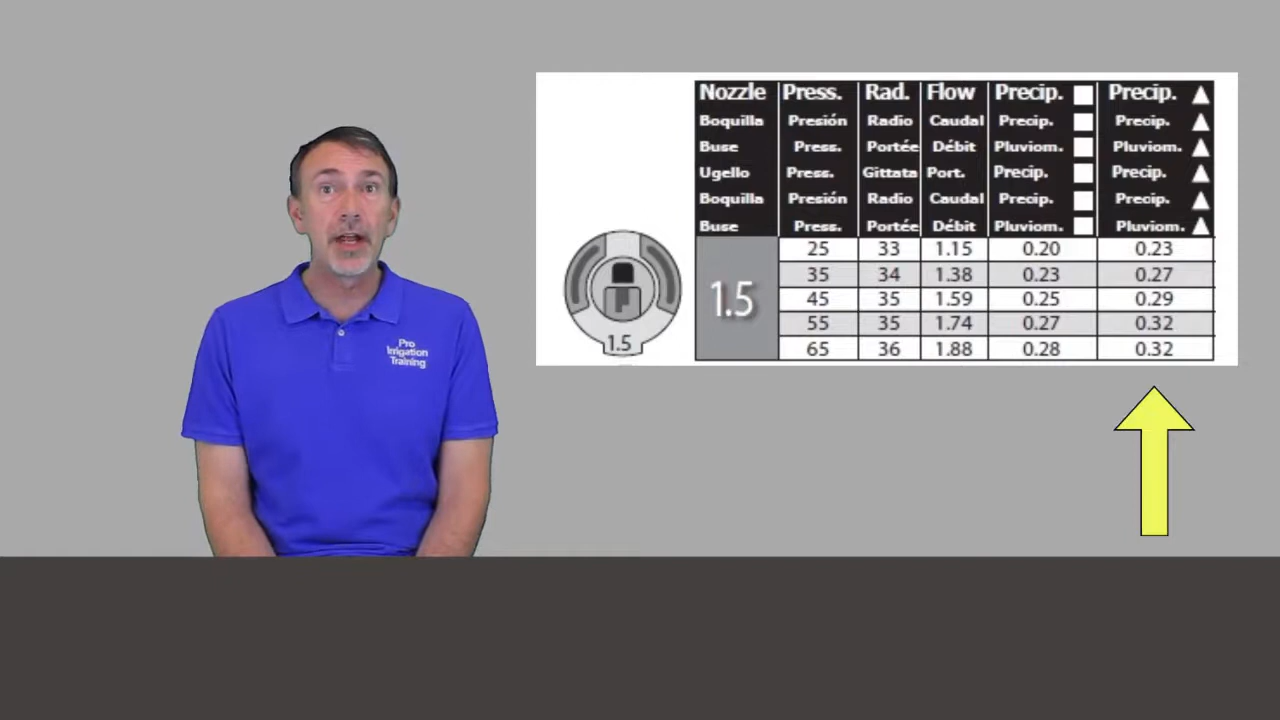 Pro
Irrigation
Training
Nozzle Press. Rad. Flow Precip. Precip.
Boquilla Presión Radio Caudal Precip. Precip.
Buse Press. Portée Débit Pluviom. Pluviom.
Ugello Press. Gittata Port. Precip. Precip.
Boquilla Presión Radio Caudal Precip. Precip.
Buse Press. Portée Débit Pluviom. Pluviom.
1.5
1.5
25 33 1.15 0.20 0.23
35 34 1.38 0.23 0.27
45 35 1.59 0.25 0.29
55 35 1.74 0.27 0.32
65 36 1.88 0.28 0.32